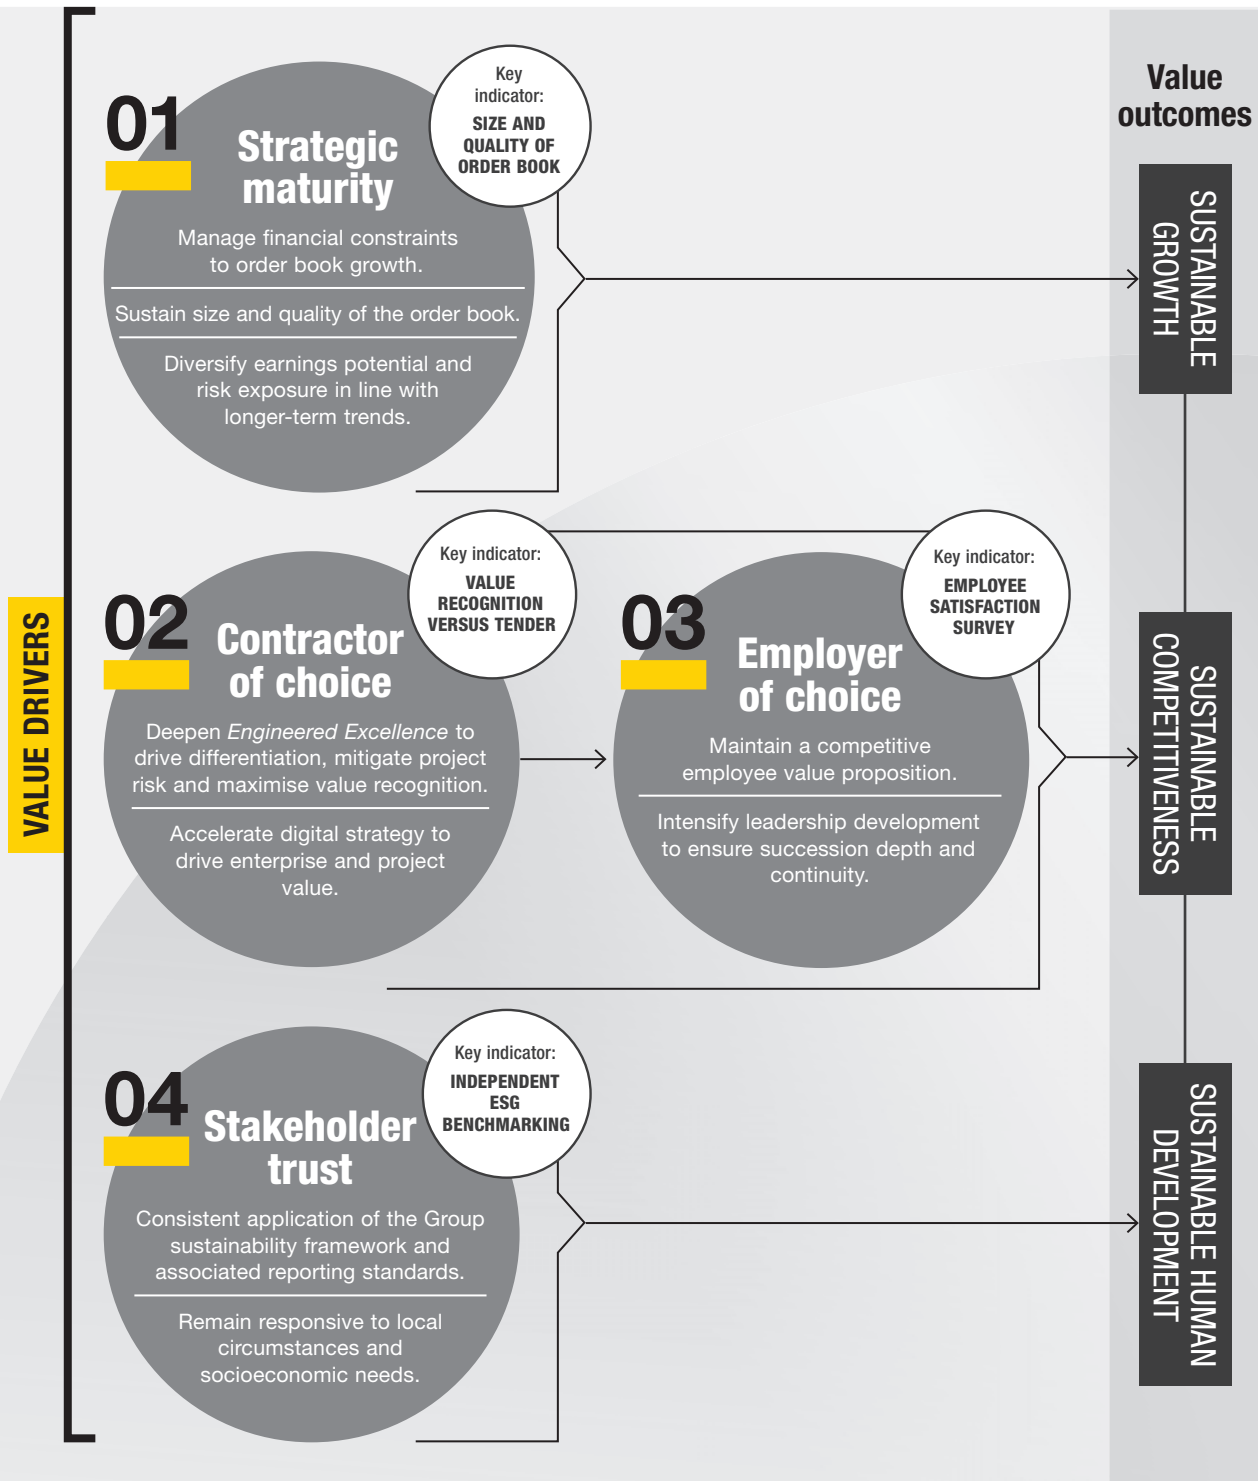 VALUE DRIVERS
01
Strategic
maturity
Key
indicator:
SIZE AND
QUALITY OF
ORDER BOOK
Manage financial constraints
to order book growth.
Sustain size and quality of the order book.
Diversify earnings potential and
risk exposure in line with
longer-term trends.
02
Contractor
of choice
Key indicator:
VALUE
RECOGNITION
VERSUS TENDER
Deepen Engineered Excellence to
drive differentiation, mitigate project
risk and maximise value recognition.
Accelerate digital strategy to
drive enterprise and project
value.
03
Employer
of choice
Key indicator:
EMPLOYEE
SATISFACTION
SURVEY
Maintain a competitive
employee value proposition.
Intensify leadership development
to ensure succession depth and
continuity.
04
Stakeholder
trust
Key indicator:
INDEPENDENT
ESG
BENCHMARKING
Consistent application of the Group
sustainability framework and
associated reporting standards.
Remain responsive to local
circumstances and
socioeconomic needs.
Value
outcomes
SUSTAINABLE
GROWTH
SUSTAINABLE
COMPETITIVENESS
SUSTAINABLE HUMAN
DEVELOPMENT